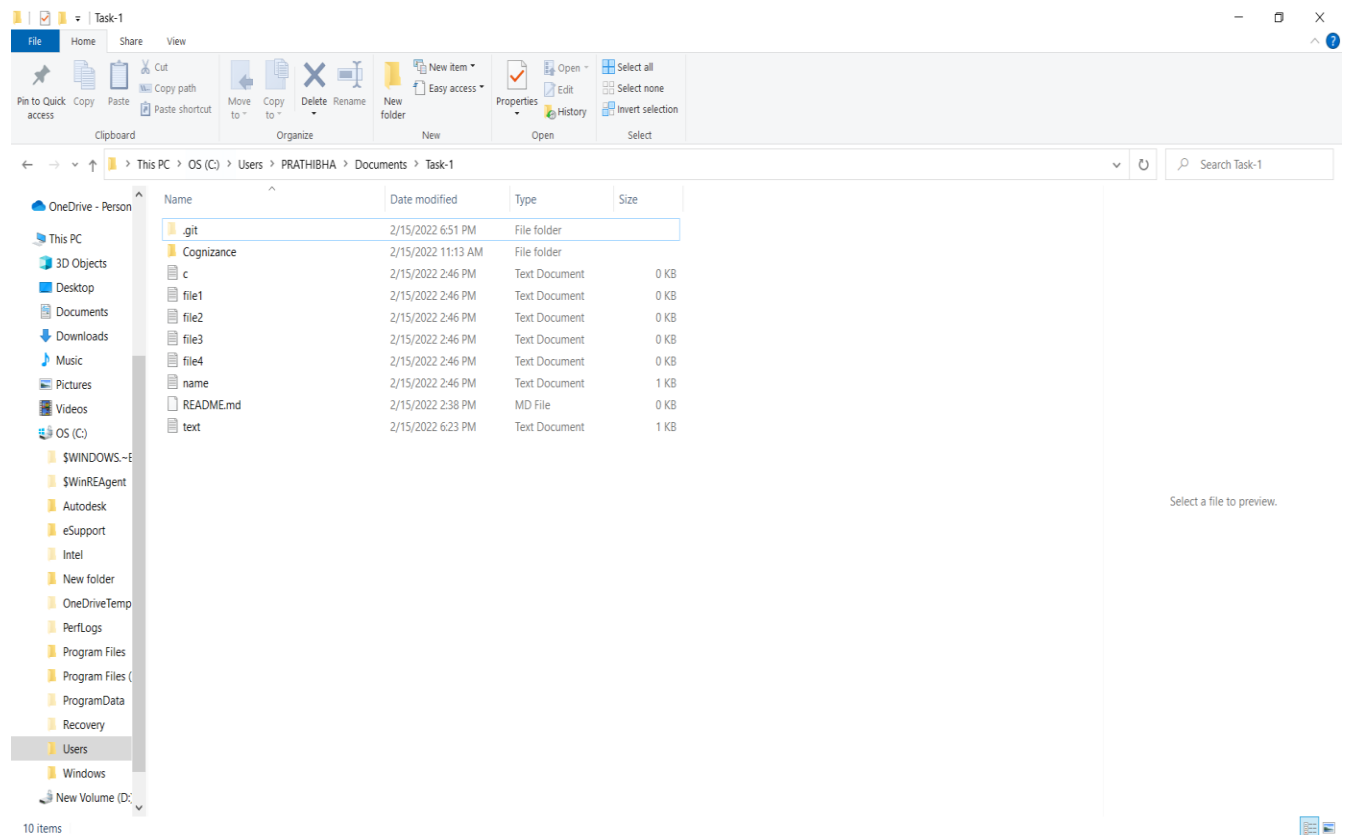 Task-1
File Home Share View
Pin to Quick access
Copy
Paste
Cut
Copy path
Paste shortcut
Move to
Copy to
Delete
Rename
New folder
New item
Easy access
Properties
Open
Edit
History
Select all
Select none
Invert selection
Clipboard Organize New Open Select
This PC > OS (C:) > Users > PRATHIBHA > Documents > Task-1
Search Task-1
OneDrive - Person
This PC
3D Objects
Desktop
Documents
Downloads
Music
Pictures
Videos
OS (C:)
$WINDOWS.~E
$WinREAgent
Autodesk
eSupport
Intel
New folder
OneDriveTemp
PerfLogs
Program Files
Program Files (
ProgramData
Recovery
Users
Windows
New Volume (D:
Name Date modified Type Size
.git 2/15/2022 6:51 PM File folder
Cognizance 2/15/2022 11:13 AM File folder
c 2/15/2022 2:46 PM Text Document 0 KB
file1 2/15/2022 2:46 PM Text Document 0 KB
file2 2/15/2022 2:46 PM Text Document 0 KB
file3 2/15/2022 2:46 PM Text Document 0 KB
file4 2/15/2022 2:46 PM Text Document 0 KB
name 2/15/2022 2:46 PM Text Document 1 KB
README.md 2/15/2022 2:38 PM MD File 0 KB
text 2/15/2022 6:23 PM Text Document 1 KB
Select a file to preview.
10 items